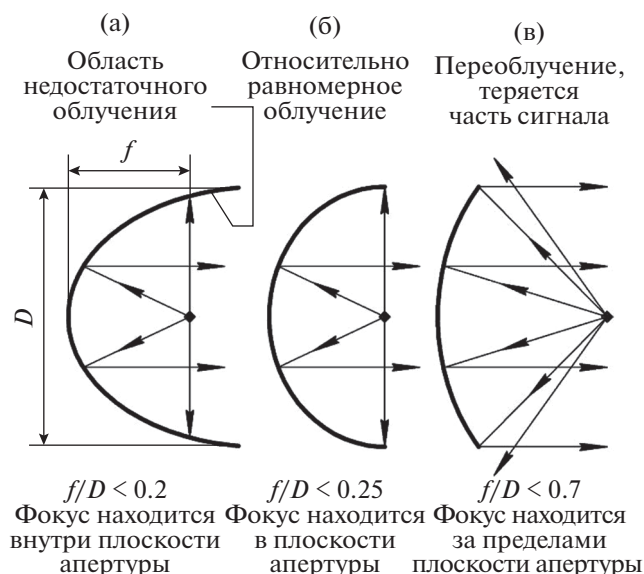 (а)
Область
недостаточного
облучения
(б)
Относительно
равномерное
облучение
(в)
Переоблучение,
теряется
часть сигнала
f
D
f/D < 0.2
Фокус находится
внутри плоскости
апертуры
f/D < 0.25
Фокус находится
в плоскости
апертуры
f/D < 0.7
Фокус находится
за пределами
плоскости апертуры